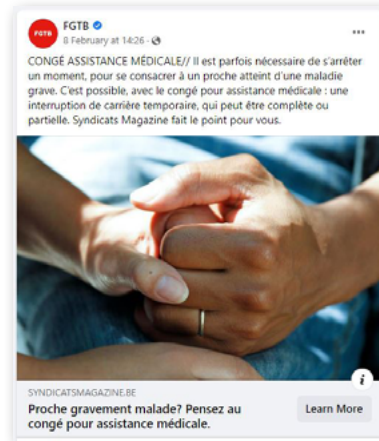 FGTB
FGTB
8 February at 14:26 ·
CONGÉ ASSISTANCE MÉDICALE// Il est parfois nécessaire de s'arrêter
un moment, pour se consacrer à un proche atteint d'une maladie
grave. C'est possible, avec le congé pour assistance médicale : une
interruption de carrière temporaire, qui peut être complète ou
partielle. Syndicats Magazine fait le point pour vous.
i
SYNDICATSMAGAZINE.BE
Proche gravement malade? Pensez au
congé pour assistance médicale.
Learn More